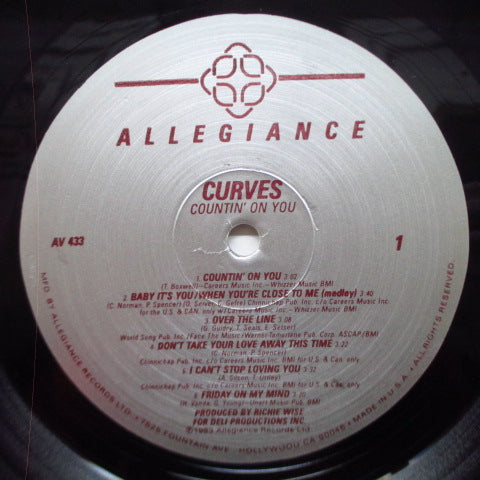 ALLEGIANCE
CURVES
COUNTIN' ON YOU
AV 433
1
1. COUNTIN' ON YOU 3:02
(T. Boxwell)—Careers Music Inc.—Whizzer Music BMI
2. BABY IT'S YOU/WHEN YOU'RE CLOSE TO ME (medley) 3:40
(C. Norman, P. Spencer)
Chinnichap Pub. Inc. c/o Careers Music Inc.
for the U.S. & CAN. only w/Careers Music Inc.- Whizzer Music BMI
3. OVER THE LINE 3:08
(G. Guidry, T. Seals, E. Setser)
World Song Pub. Inc./Face The Music/Warner-Tamerlane Pub. Corp. ASCAP/BMI
4. DON'T TAKE YOUR LOVE AWAY THIS TIME 3:22
(C. Norman, P. Spencer)
Chinnichap Pub. Inc. c/o Careers Music Inc. BMI for U.S. & Can. only
5. I CAN'T STOP LOVING YOU 3:32
Chinnichap Pub. Inc. c/o Careers Music Inc. BMI for U.S. & Can. only
6. FRIDAY ON MY MIND 3:20
(H. Vanda, G. Young)—Unart Music Pub. BMI
PRODUCED BY RICHIE WISE
FOR DELI PRODUCTIONS INC.
℗1983 Allegiance Records Ltd.
MFD. BY ALLEGIANCE RECORDS LTD. • 7525 FOUNTAIN AVE. HOLLYWOOD, CA 90046 • MADE IN U.S.A. • ALL RIGHTS RESERVED.